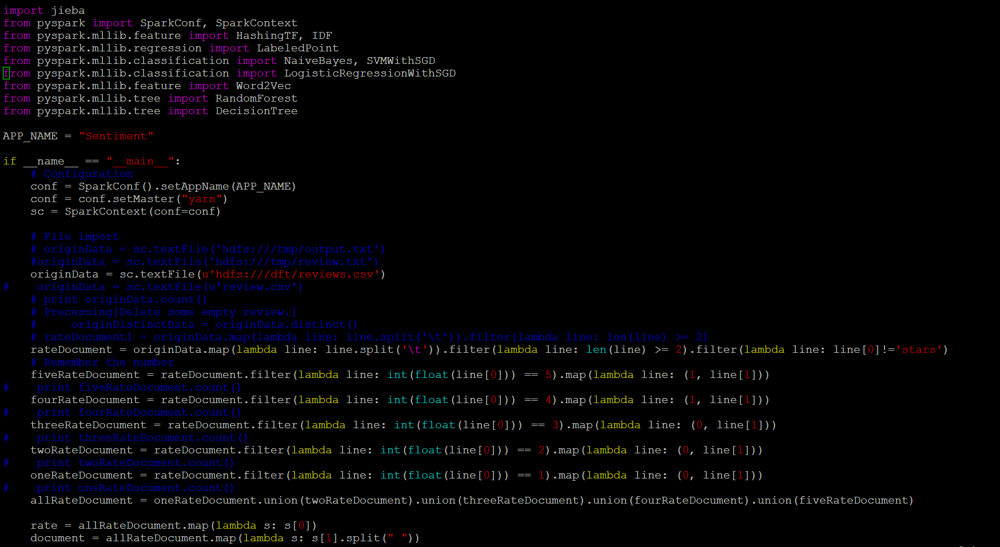 import jieba
from pyspark import SparkConf, SparkContext
from pyspark.mllib.feature import HashingTF, IDF
from pyspark.mllib.regression import LabeledPoint
from pyspark.mllib.classification import NaiveBayes, SVMWithSGD
from pyspark.mllib.classification import LogisticRegressionWithSGD
from pyspark.mllib.feature import Word2Vec
from pyspark.mllib.tree import RandomForest
from pyspark.mllib.tree import DecisionTree

APP_NAME = "Sentiment"

if __name__ == "__main__":
    # Configuration
    conf = SparkConf().setAppName(APP_NAME)
    conf = conf.setMaster("yarn")
    sc = SparkContext(conf=conf)

    # File import
    # originData = sc.textFile('hdfs:///tmp/output.txt')
    #originData = sc.textFile('hdfs:///tmp/review.txt')
    originData = sc.textFile(u'hdfs:///dft/reviews.csv')
#    originData = sc.textFile(u'review.csv')
    # print originData.count()
    # Precessing[Delete some empty review.]
    #     originDistinctData = originData.distinct()
    # rateDocument1 = originData.map(lambda line: line.split('\t')).filter(lambda line: len(line) >= 2)
    rateDocument = originData.map(lambda line: line.split('\t')).filter(lambda line: len(line) >= 2).filter(lambda line: line[0]!='stars')
    # Remember the number
    fiveRateDocument = rateDocument.filter(lambda line: int(float(line[0])) == 5).map(lambda line: (1, line[1]))
#    print fiveRateDocument.count()
    fourRateDocument = rateDocument.filter(lambda line: int(float(line[0])) == 4).map(lambda line: (1, line[1]))
#    print fourRateDocument.count()
    threeRateDocument = rateDocument.filter(lambda line: int(float(line[0])) == 3).map(lambda line: (0, line[1]))
#    print threeRateDocument.count()
    twoRateDocument = rateDocument.filter(lambda line: int(float(line[0])) == 2).map(lambda line: (0, line[1]))
#    print twoRateDocument.count()
    oneRateDocument = rateDocument.filter(lambda line: int(float(line[0])) == 1).map(lambda line: (0, line[1]))
#    print oneRateDocument.count()
    allRateDocument = oneRateDocument.union(twoRateDocument).union(threeRateDocument).union(fourRateDocument).union(fiveRateDocument)

    rate = allRateDocument.map(lambda s: s[0])
    document = allRateDocument.map(lambda s: s[1].split(" "))